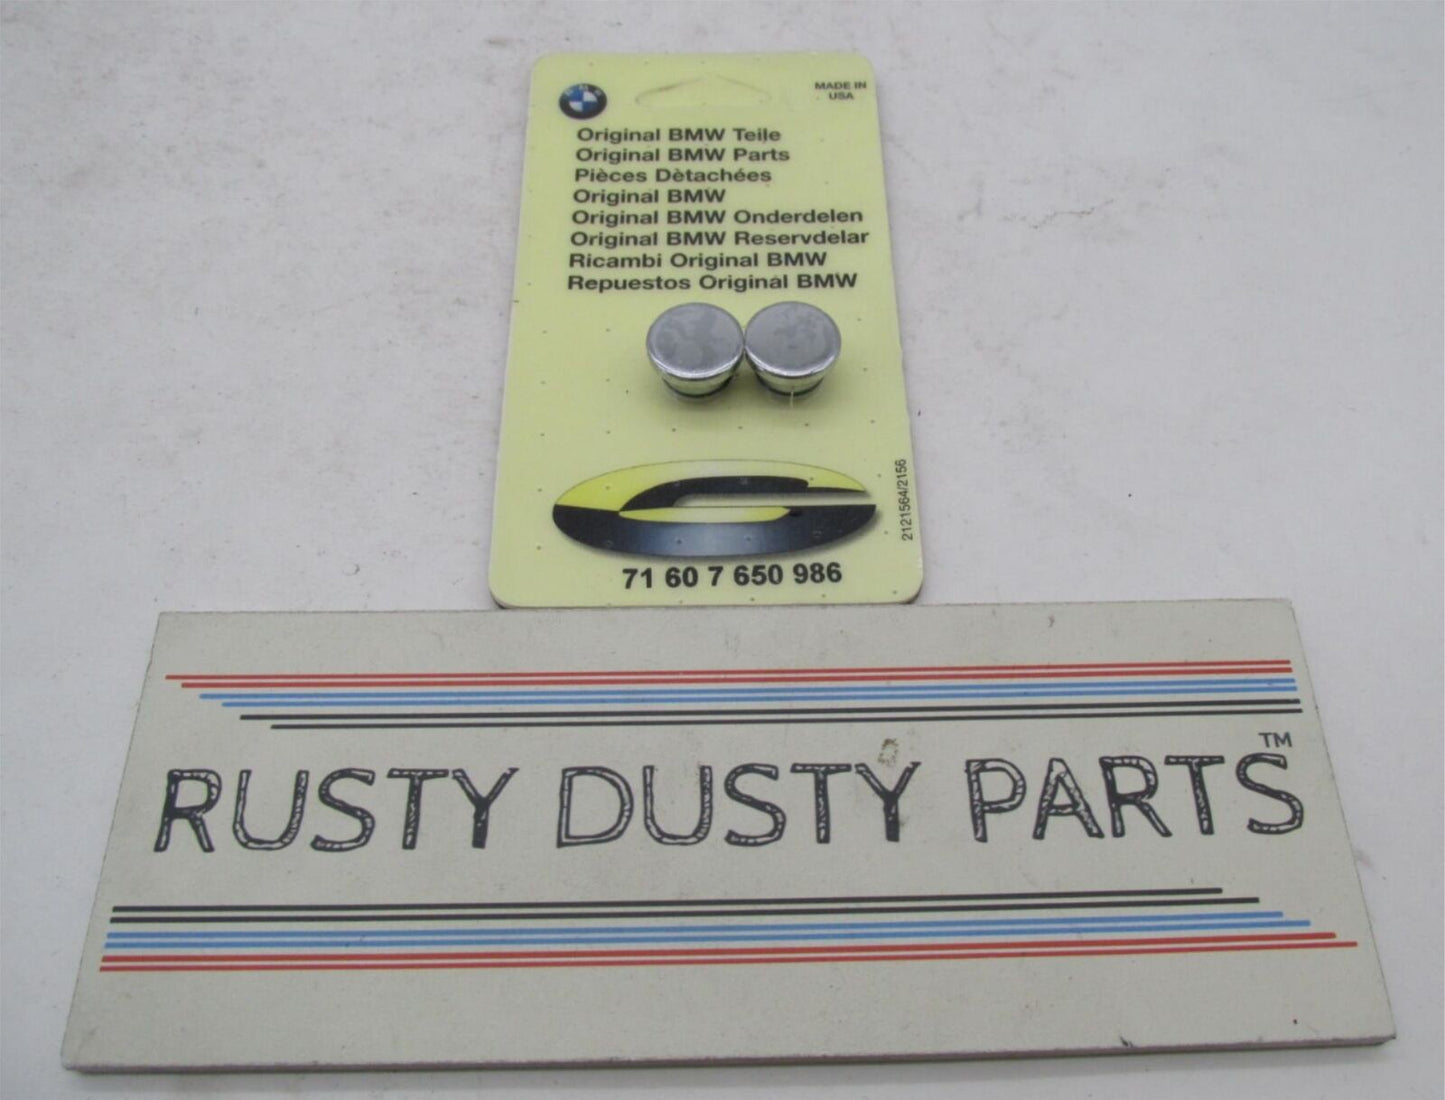 BMW
MADE IN
USA
Original BMW Teile
Original BMW Parts
Pièces Dètachées
Original BMW
Original BMW Onderdelen
Original BMW Reservdelar
Ricambi Original BMW
Repuestos Original BMW
2121564/2156
71 60 7 650 986
RUSTY DUSTY PARTS™